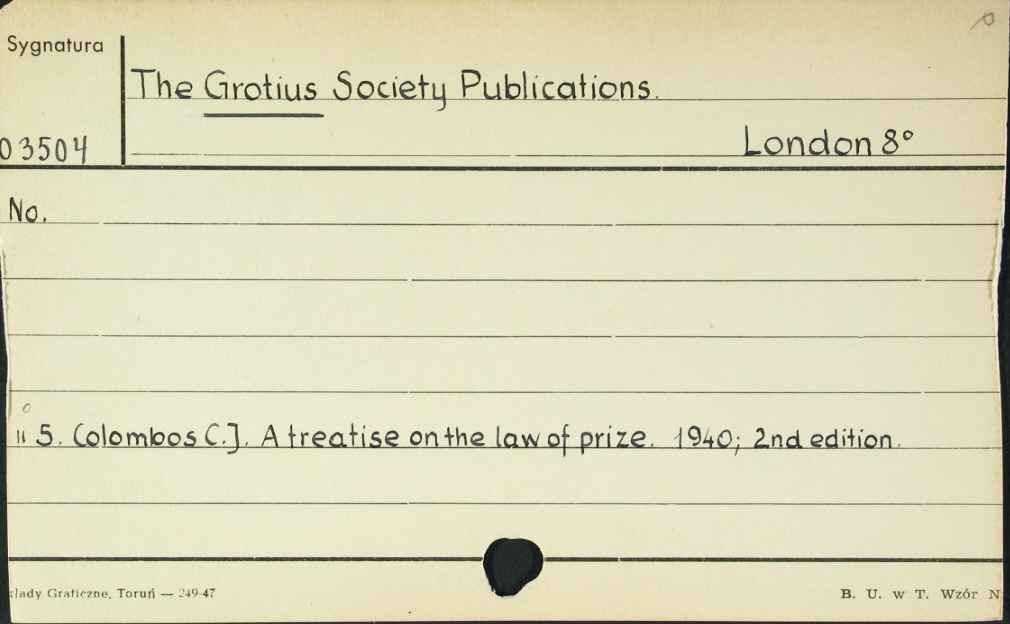 Sygnatura
The Grotius Society Publications.
03504
London 8°
No.
" 5. Colombos C.J. A treatise on the law of prize. 1940; 2nd edition.
łady Graficzne, Toruń — 249-47
B. U. w T. Wzór N